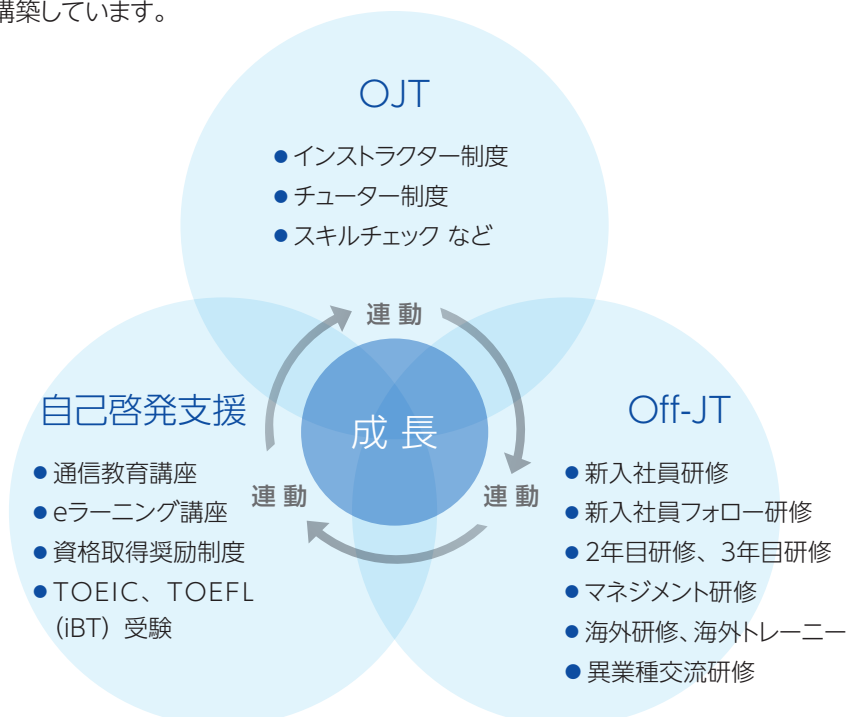 構築しています。
OJT
●インストラクター制度
●チューター制度
●スキルチェック など
連動
自己啓発支援
●通信教育講座
●eラーニング講座
●資格取得奨励制度
●TOEIC、TOEFL
(iBT) 受験
連動
成長
連動
Off-JT
●新入社員研修
●新入社員フォロー研修
●2年目研修、3年目研修
●マネジメント研修
●海外研修、海外トレーニー
●異業種交流研修